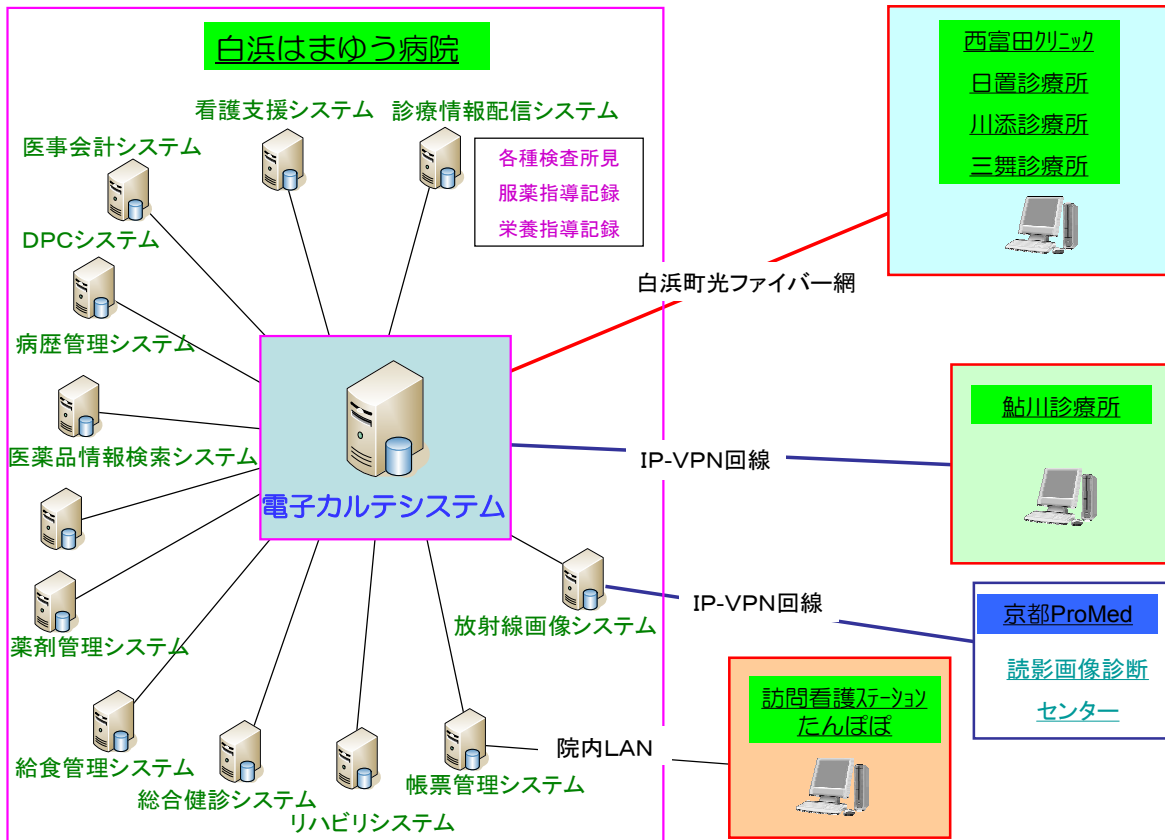 白浜はまゆう病院
看護支援システム
診療情報配信システム
医事会計システム
各種検査所見
服薬指導記録
栄養指導記録
DPCシステム
病歴管理システム
医薬品情報検索システム
電子カルテシステム
薬剤管理システム
放射線画像システム
給食管理システム
総合健診システム
リハビリシステム
帳票管理システム
白浜町光ファイバー網
IP-VPN回線
IP-VPN回線
院内LAN
西富田ｸﾘﾆｯｸ
日置診療所
川添診療所
三舞診療所
鮎川診療所
京都ProMed
読影画像診断
センター
訪問看護ｽﾃｰｼｮﾝ
たんぽぽ